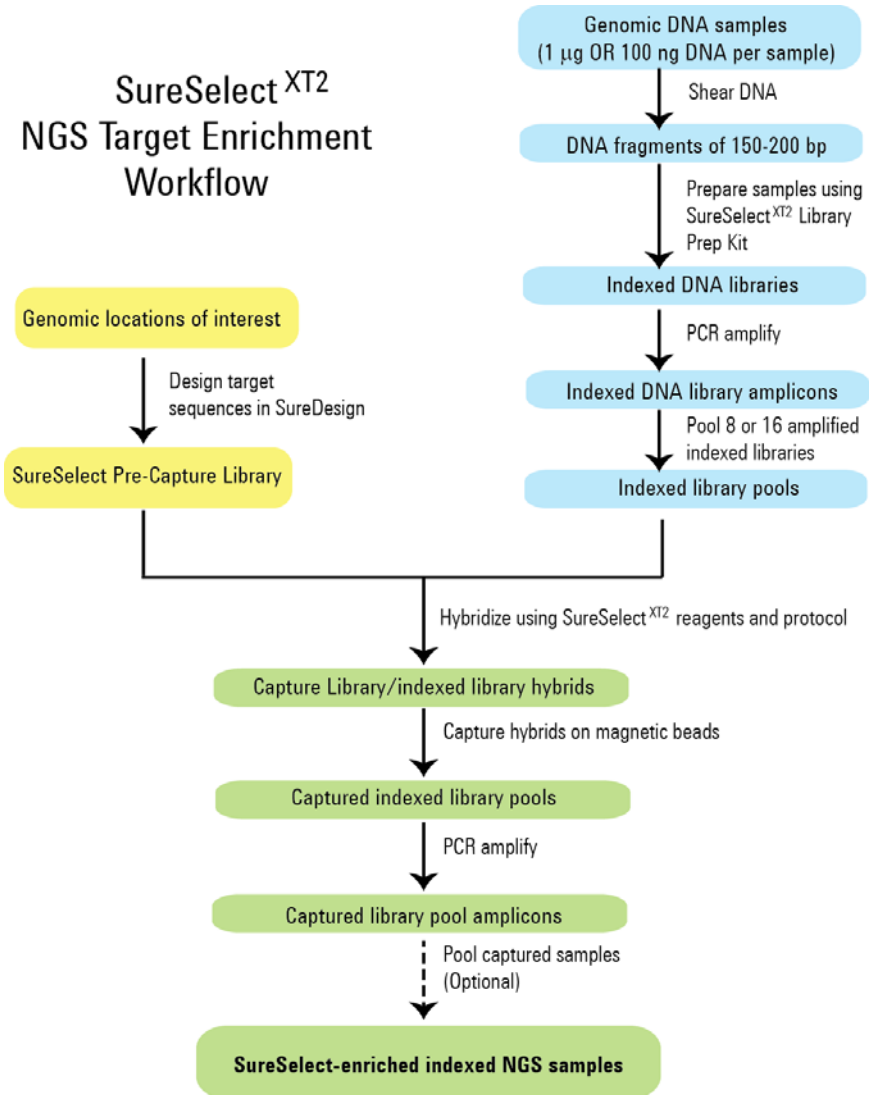 SureSelect XT2
NGS Target Enrichment
Workflow
Genomic DNA samples
(1 µg OR 100 ng DNA per sample)
Shear DNA
DNA fragments of 150-200 bp
Prepare samples using
SureSelect XT2 Library
Prep Kit
Indexed DNA libraries
PCR amplify
Indexed DNA library amplicons
Pool 8 or 16 amplified
indexed libraries
Indexed library pools
Genomic locations of interest
Design target
sequences in SureDesign
SureSelect Pre-Capture Library
Hybridize using SureSelect XT2 reagents and protocol
Capture Library/indexed library hybrids
Capture hybrids on magnetic beads
Captured indexed library pools
PCR amplify
Captured library pool amplicons
Pool captured samples
(Optional)
SureSelect-enriched indexed NGS samples